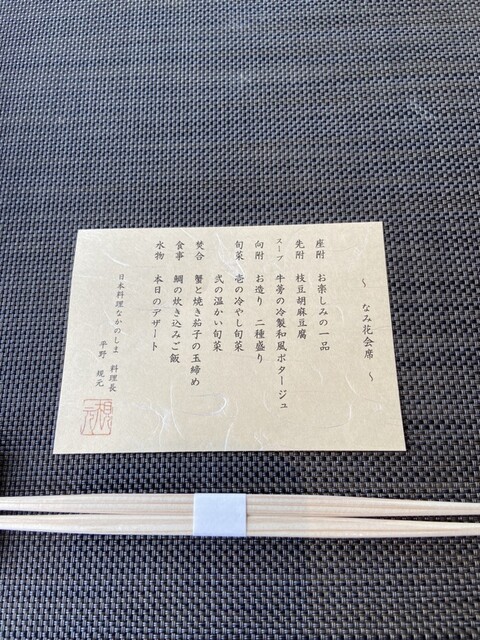 ～ なみ花会席 ～
座附 お楽しみの一品
先附 枝豆胡麻豆腐
スープ 牛蒡の冷製和風ポタージュ
向附 お造り 二種盛り
旬菜 壱の冷やし旬菜
弐の温かい旬菜
焚合 蟹と焼き茄子の玉締め
食事 鯛の炊き込みご飯
水物 本日のデザート
日本料理なかのしま 料理長
平野 規元